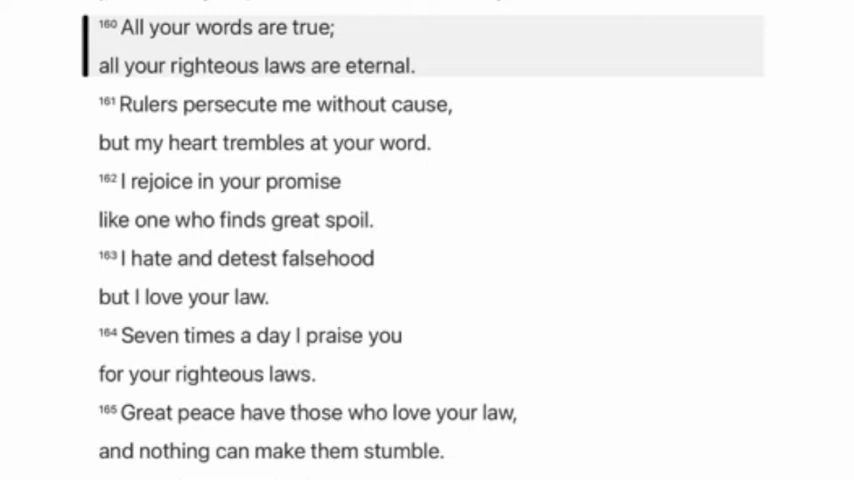 160 All your words are true;
all your righteous laws are eternal.
161 Rulers persecute me without cause,
but my heart trembles at your word.
162 I rejoice in your promise
like one who finds great spoil.
163 I hate and detest falsehood
but I love your law.
164 Seven times a day I praise you
for your righteous laws.
165 Great peace have those who love your law,
and nothing can make them stumble.